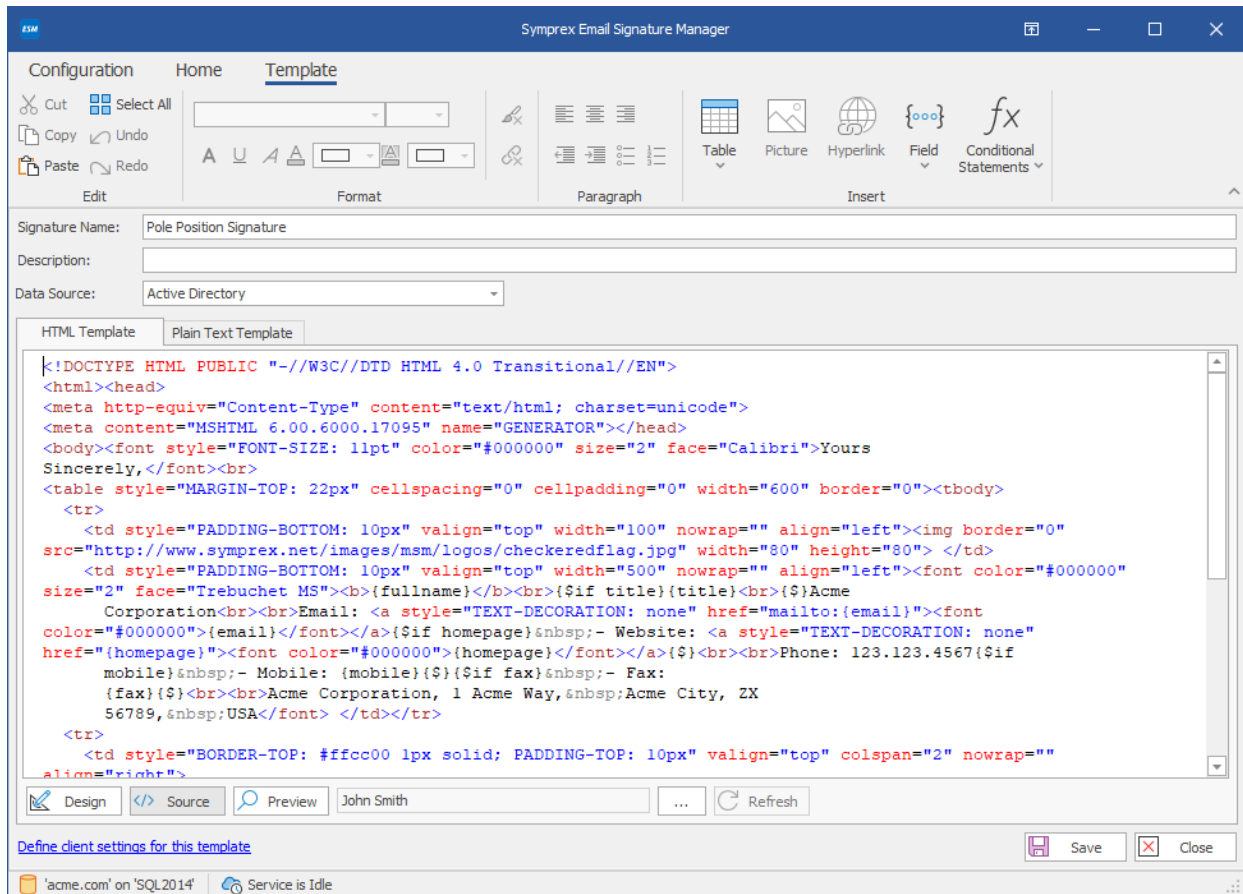 ESM
Symprex Email Signature Manager
Configuration Home Template
Cut Select All
Copy Undo
Paste Redo
A U A A A
Table
Picture
Hyperlink
Field
Conditional
Statements
Edit
Format
Paragraph
Insert
Signature Name: Pole Position Signature
Description:
Data Source: Active Directory
HTML Template Plain Text Template
<!DOCTYPE HTML PUBLIC "-//W3C//DTD HTML 4.0 Transitional//EN">
<html><head>
<meta http-equiv="Content-Type" content="text/html; charset=unicode">
<meta content="MSHTML 6.00.6000.17095" name="GENERATOR"></head>
<body><font style="FONT-SIZE: 11pt" color="#000000" size="2" face="Calibri">Yours
Sincerely,</font><br>
<table style="MARGIN-TOP: 22px" cellspacing="0" cellpadding="0" width="600" border="0"><tbody>
<tr>
<td style="PADDING-BOTTOM: 10px" valign="top" width="100" nowrap="" align="left"><img border="0"
src="http://www.symprex.net/images/msm/logos/checkeredflag.jpg" width="80" height="80"> </td>
<td style="PADDING-BOTTOM: 10px" valign="top" width="500" nowrap="" align="left"><font color="#000000"
size="2" face="Trebuchet MS"><b>{fullname}</b><br>{$if title}{title}<br>{$}Acme
Corporation<br><br>Email: <a style="TEXT-DECORATION: none" href="mailto:{email}"><font
color="#000000">{email}</font></a>{$if homepage}&nbsp;- Website: <a style="TEXT-DECORATION: none"
href="{homepage}"><font color="#000000">{homepage}</font></a>{$}<br><br>Phone: 123.123.4567{$if
mobile}&nbsp;- Mobile: {mobile}{$}{$if fax}&nbsp;- Fax:
{fax}{$}<br><br>Acme Corporation, 1 Acme Way,&nbsp;Acme City, ZX
56789,&nbsp;USA</font> </td></tr>
<tr>
<td style="BORDER-TOP: #ffcc00 1px solid; PADDING-TOP: 10px" valign="top" colspan="2" nowrap=""
align="right">
Design </> Source Preview John Smith ... Refresh
Define client settings for this template
Save Close
'acme.com' on 'SQL2014' Service is Idle